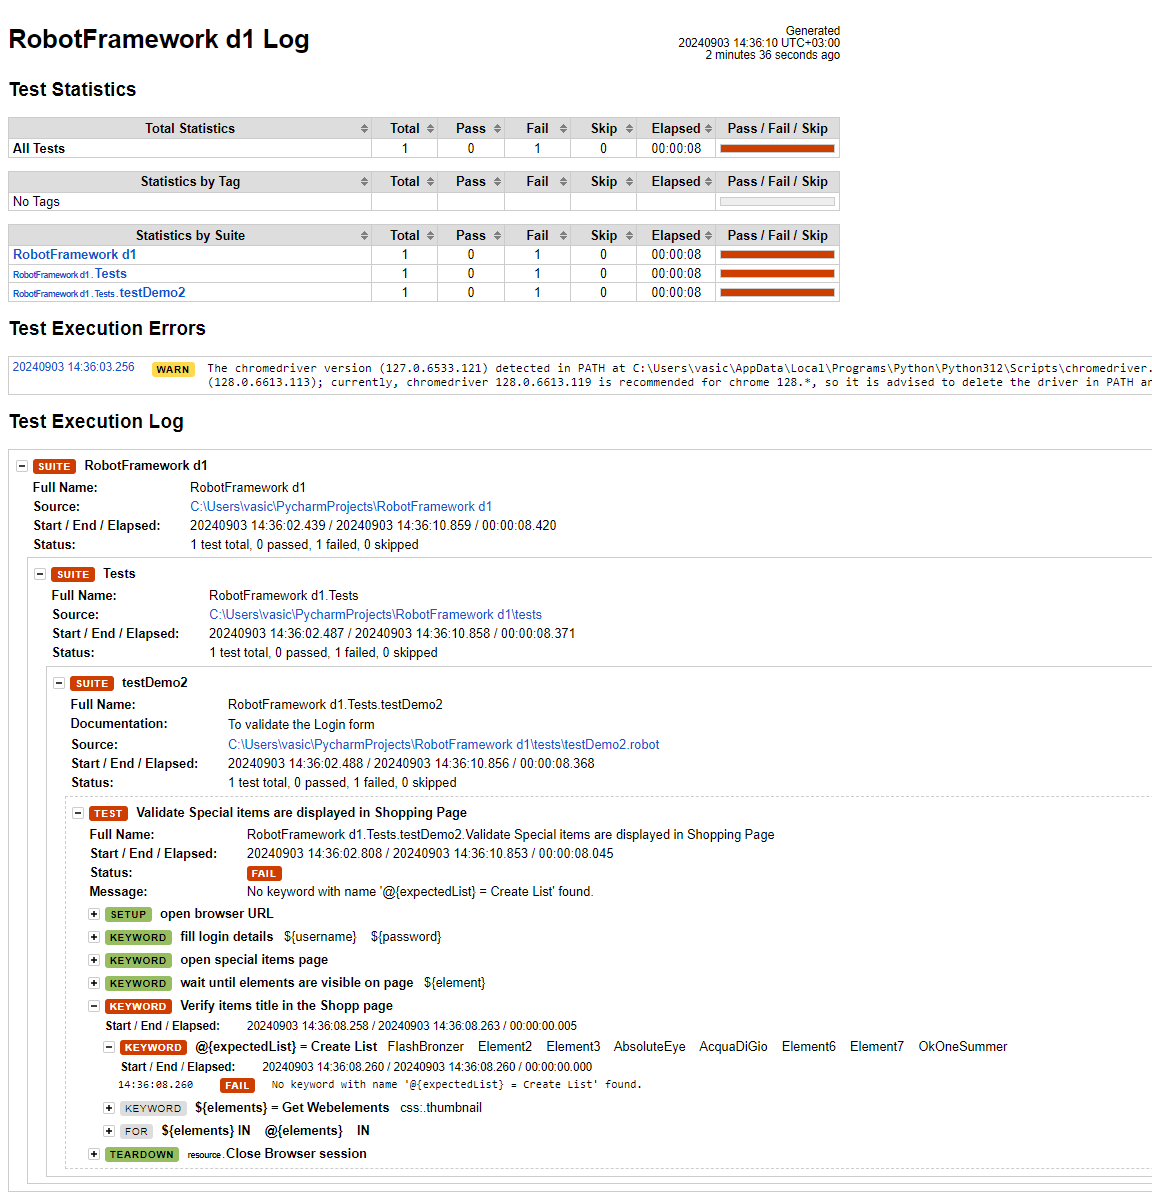 RobotFramework d1 Log
Generated
20240903 14:36:10 UTC+03:00
2 minutes 36 seconds ago
Test Statistics
Total Statistics Total Pass Fail Skip Elapsed Pass / Fail / Skip
All Tests 1 0 1 0 00:00:08
Statistics by Tag Total Pass Fail Skip Elapsed Pass / Fail / Skip
No Tags
Statistics by Suite Total Pass Fail Skip Elapsed Pass / Fail / Skip
RobotFramework d1 1 0 1 0 00:00:08
RobotFramework d1 . Tests 1 0 1 0 00:00:08
RobotFramework d1 . Tests . testDemo2 1 0 1 0 00:00:08
Test Execution Errors
20240903 14:36:03.256 WARN The chromedriver version (127.0.6533.121) detected in PATH at C:\Users\vasic\AppData\Local\Programs\Python\Python312\Scripts\chromedriver.
(128.0.6613.113); currently, chromedriver 128.0.6613.119 is recommended for chrome 128.*, so it is advised to delete the driver in PATH
Test Execution Log
SUITE RobotFramework d1
Full Name: RobotFramework d1
Source: C:\Users\vasic\PycharmProjects\RobotFramework d1
Start / End / Elapsed: 20240903 14:36:02.439 / 20240903 14:36:10.859 / 00:00:08.420
Status: 1 test total, 0 passed, 1 failed, 0 skipped
SUITE Tests
Full Name: RobotFramework d1.Tests
Source: C:\Users\vasic\PycharmProjects\RobotFramework d1\tests
Start / End / Elapsed: 20240903 14:36:02.487 / 20240903 14:36:10.858 / 00:00:08.371
Status: 1 test total, 0 passed, 1 failed, 0 skipped
SUITE testDemo2
Full Name: RobotFramework d1.Tests.testDemo2
Documentation: To validate the Login form
Source: C:\Users\vasic\PycharmProjects\RobotFramework d1\tests\testDemo2.robot
Start / End / Elapsed: 20240903 14:36:02.488 / 20240903 14:36:10.856 / 00:00:08.368
Status: 1 test total, 0 passed, 1 failed, 0 skipped
TEST Validate Special items are displayed in Shopping Page
Full Name: RobotFramework d1.Tests.testDemo2.Validate Special items are displayed in Shopping Page
Start / End / Elapsed: 20240903 14:36:02.808 / 20240903 14:36:10.853 / 00:00:08.045
Status: FAIL
Message: No keyword with name '@{expectedList} = Create List' found.
SETUP open browser URL
KEYWORD fill login details ${username} ${password}
KEYWORD open special items page
KEYWORD wait until elements are visible on page ${element}
KEYWORD Verify items title in the Shopp page
Start / End / Elapsed: 20240903 14:36:08.258 / 20240903 14:36:08.263 / 00:00:00.005
KEYWORD @{expectedList} = Create List FlashBronzer Element2 Element3 AbsoluteEye AcquaDiGio Element6 Element7 OkOneSummer
Start / End / Elapsed: 20240903 14:36:08.260 / 20240903 14:36:08.260 / 00:00:00.000
14:36:08.260 FAIL No keyword with name '@{expectedList} = Create List' found.
KEYWORD ${elements} = Get Webelements css:.thumbnail
FOR ${elements} IN @{elements} IN
TEARDOWN resource . Close Browser session